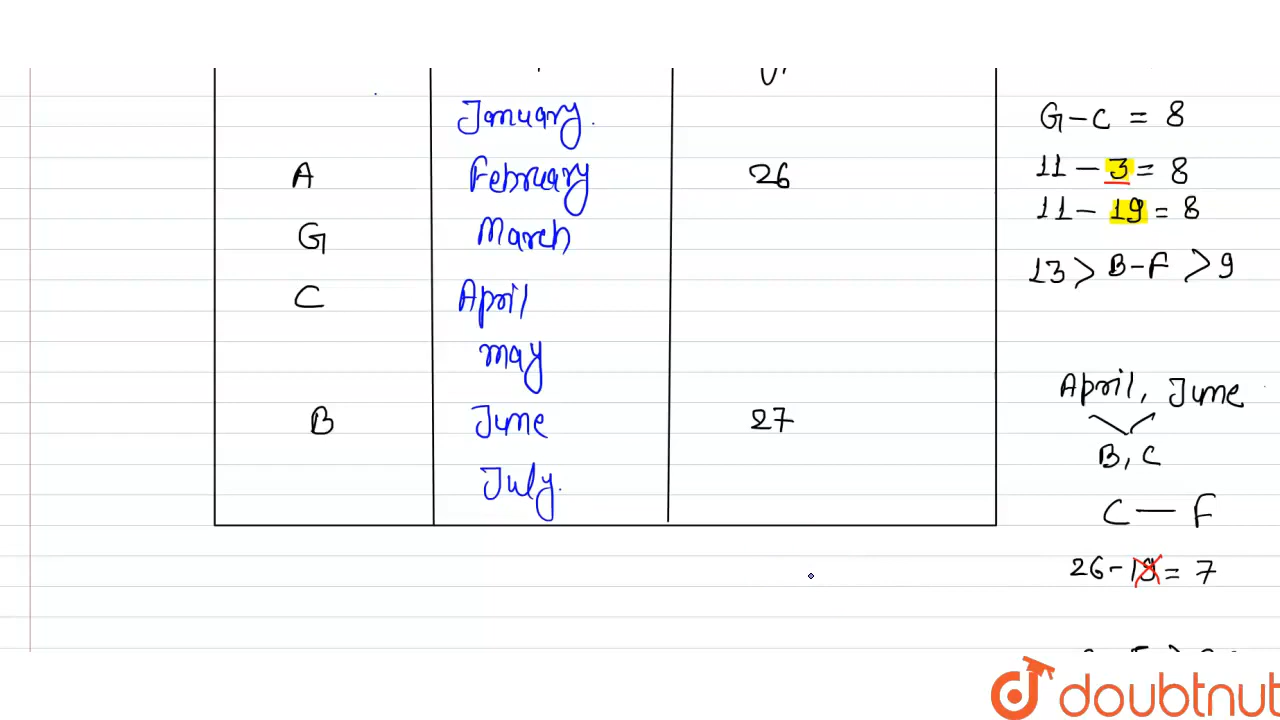 January.
A February 26
G March
C April
may
B June 27
July.
G - C = 8
11 - 3 = 8
11 - 19 = 8
13 > B - F > 9
April, June
B, C
C — F
26 - 19 = 7
doubtnut